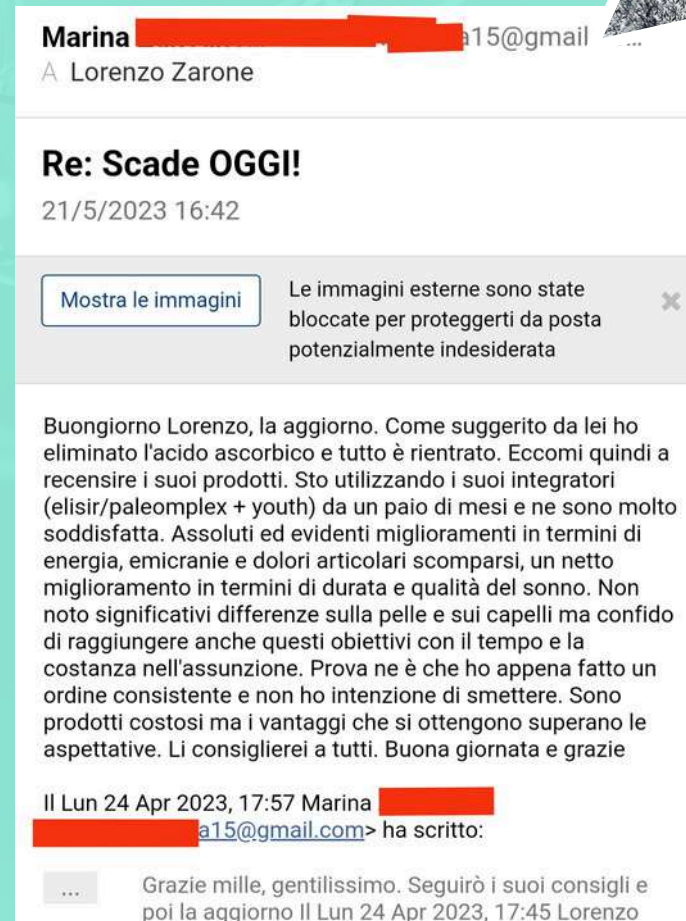 Marina a15@gmail ...
A Lorenzo Zarone
Re: Scade OGGI!
21/5/2023 16:42
Mostra le immagini
Le immagini esterne sono state
bloccate per proteggerti da posta
potenzialmente indesiderata
Buongiorno Lorenzo, la aggiorno. Come suggerito da lei ho
eliminato l'acido ascorbico e tutto è rientrato. Eccomi quindi a
recensire i suoi prodotti. Sto utilizzando i suoi integratori
(elisir/paleomplex + youth) da un paio di mesi e ne sono molto
soddisfatta. Assoluti ed evidenti miglioramenti in termini di
energia, emicranie e dolori articolari scomparsi, un netto
miglioramento in termini di durata e qualità del sonno. Non
noto significativi differenze sulla pelle e sui capelli ma confido
di raggiungere anche questi obiettivi con il tempo e la
costanza nell'assunzione. Prova ne è che ho appena fatto un
ordine consistente e non ho intenzione di smettere. Sono
prodotti costosi ma i vantaggi che si ottengono superano le
aspettative. Li consiglierei a tutti. Buona giornata e grazie
Il Lun 24 Apr 2023, 17:57 Marina
a15@gmail.com> ha scritto:
...
Grazie mille, gentilissimo. Seguirò i suoi consigli e
poi la aggiorno Il Lun 24 Apr 2023, 17:45 Lorenzo